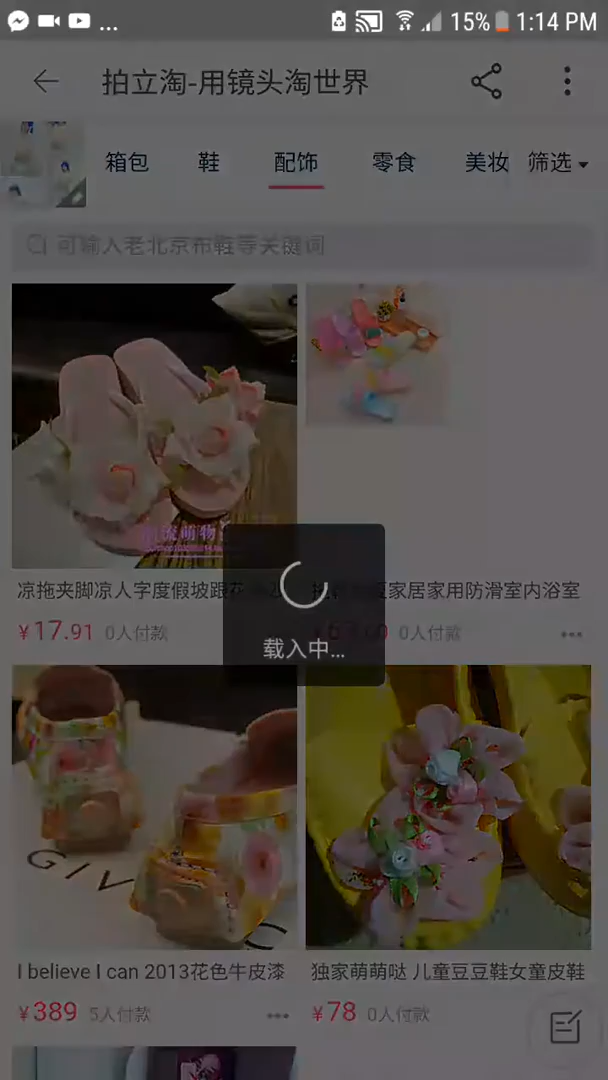 ... 15% 1:14 PM
拍立淘-用镜头淘世界
箱包 鞋 配饰 零食 美妆 筛选
可输入老北京布鞋等关键词
凉拖夹脚凉人字度假坡跟花
家居家用防滑室内浴室
¥17.91 0人付款
0人付款
载入中...
GIV
I believe I can 2013花色牛皮漆
独家萌萌哒 儿童豆豆鞋女童皮鞋
¥389 5人付款
¥78 0人付款